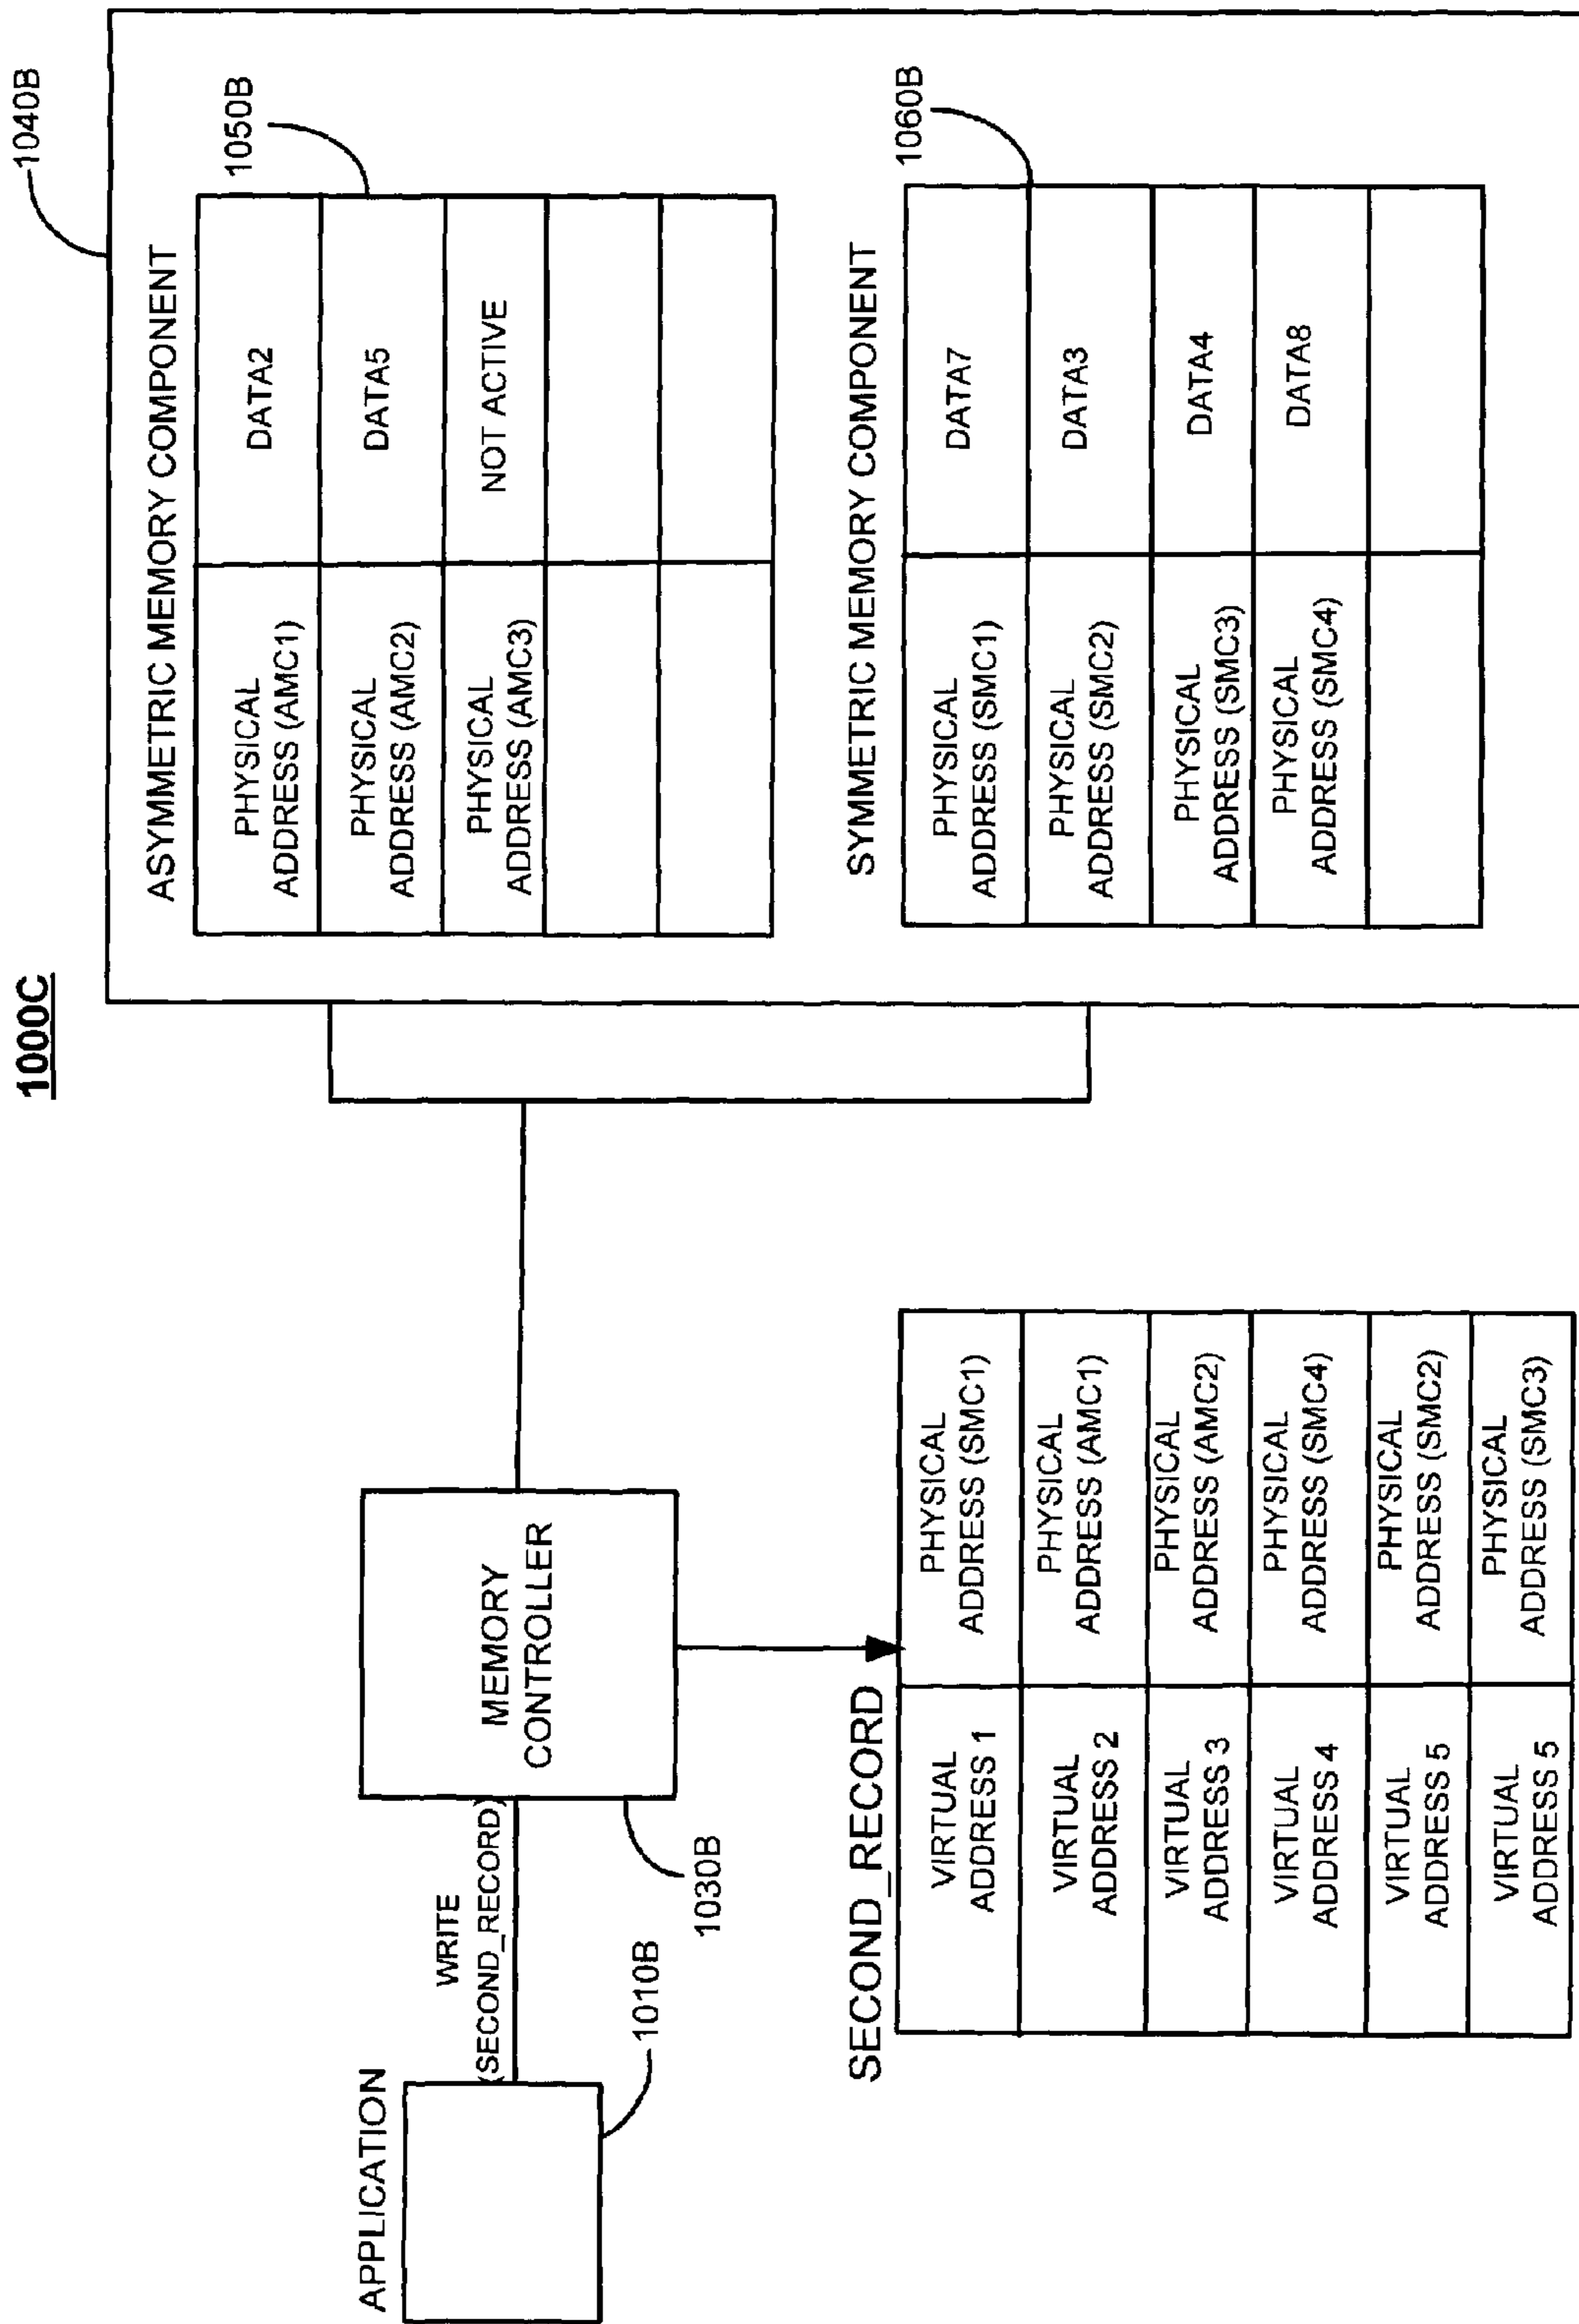 1000C
1040B
ASYMMETRIC MEMORY COMPONENT
1050B
PHYSICAL
ADDRESS (AMC1)
DATA2
PHYSICAL
ADDRESS (AMC2)
DATA5
PHYSICAL
ADDRESS (AMC3)
NOT ACTIVE
SYMMETRIC MEMORY COMPONENT
1060B
PHYSICAL
ADDRESS (SMC1)
DATA7
PHYSICAL
ADDRESS (SMC2)
DATA3
PHYSICAL
ADDRESS (SMC3)
DATA4
PHYSICAL
ADDRESS (SMC4)
DATA8
APPLICATION
1010B
WRITE
(SECOND_RECORD)
MEMORY
CONTROLLER
1030B
SECOND_RECORD
VIRTUAL
ADDRESS 1
PHYSICAL
ADDRESS (SMC1)
VIRTUAL
ADDRESS 2
PHYSICAL
ADDRESS (AMC1)
VIRTUAL
ADDRESS 3
PHYSICAL
ADDRESS (AMC2)
VIRTUAL
ADDRESS 4
PHYSICAL
ADDRESS (SMC4)
VIRTUAL
ADDRESS 5
PHYSICAL
ADDRESS (SMC2)
VIRTUAL
ADDRESS 5
PHYSICAL
ADDRESS (SMC3)